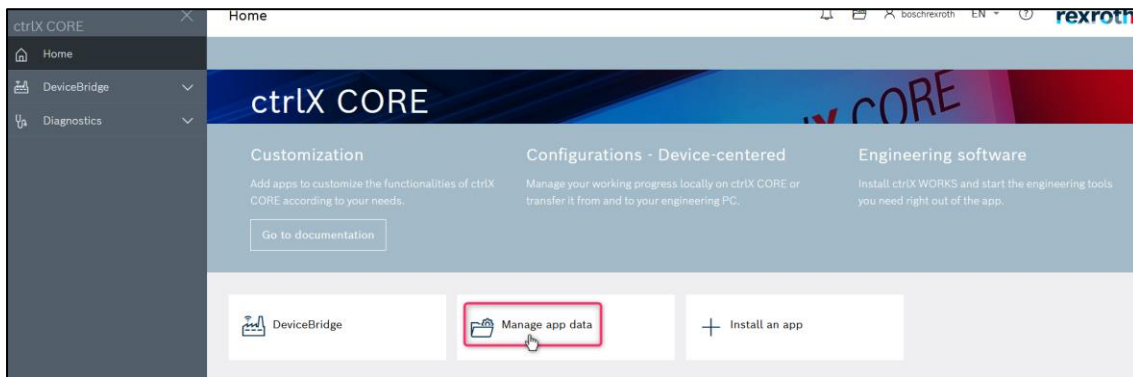 ctrlX CORE
Home
boschrexroth EN
rexroth
Home
DeviceBridge
Diagnostics
ctrlX CORE
CORE
Customization
Add apps to customize the functionalities of ctrlX
CORE according to your needs.
Go to documentation
Configurations - Device-centered
Manage your working progress locally on ctrlX CORE or
transfer it from and to your engineering PC.
Engineering software
Install ctrlX WORKS and start the engineering tools
you need right out of the app.
DeviceBridge
Manage app data
Install an app